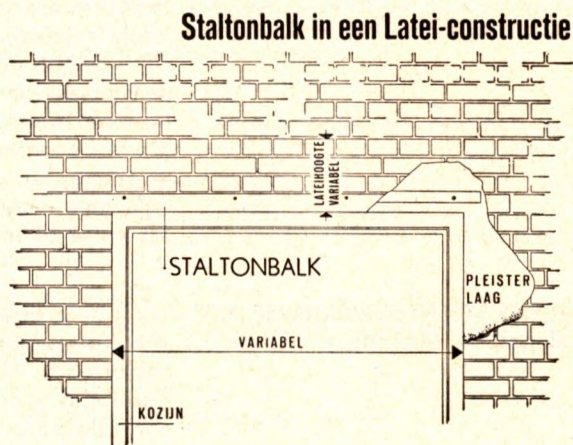 Staltonbalk in een Latei-constructie
LATEIHOOGTE
VARIABEL
STALTONBALK
PLEISTER
LAAG
VARIABEL
KOZIJN